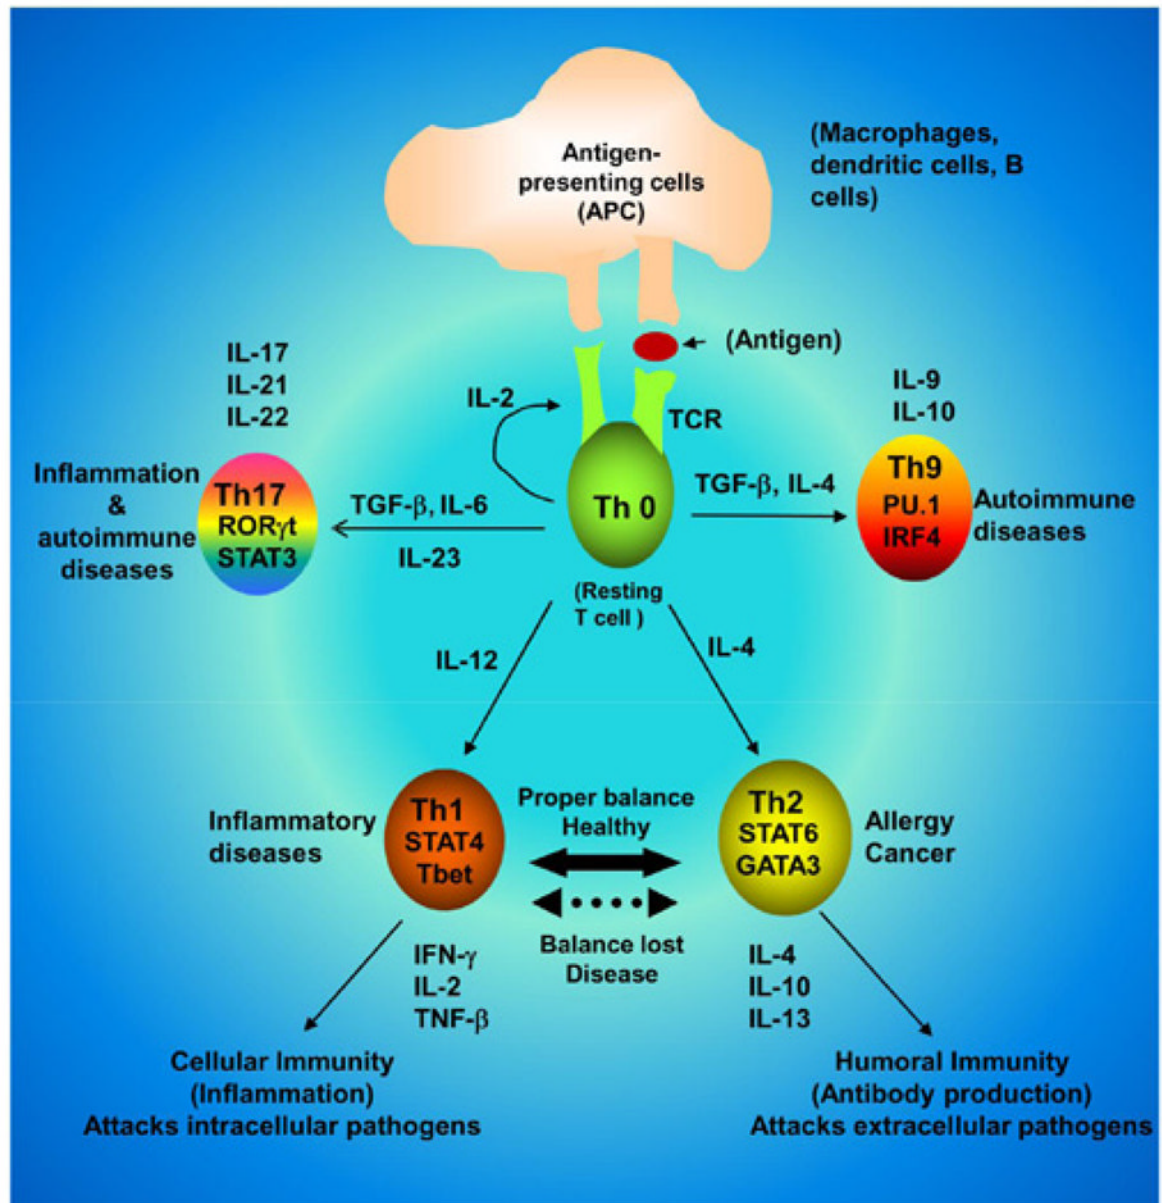 Antigen-
presenting cells
(APC)
(Macrophages,
dendritic cells, B
cells)
(Antigen)
IL-17
IL-21
IL-22
IL-2
TCR
IL-9
IL-10
Inflammation
&
autoimmune
diseases
Th17
RORγt
STAT3
TGF-β, IL-6
IL-23
Th 0
(Resting
T cell )
TGF-β, IL-4
Th9
PU.1
IRF4
Autoimmune
diseases
IL-12
IL-4
Inflammatory
diseases
Th1
STAT4
Tbet
Proper balance
Healthy
Balance lost
Disease
Th2
STAT6
GATA3
Allergy
Cancer
IFN-γ
IL-2
TNF-β
IL-4
IL-10
IL-13
Cellular Immunity
(Inflammation)
Attacks intracellular pathogens
Humoral Immunity
(Antibody production)
Attacks extracellular pathogens